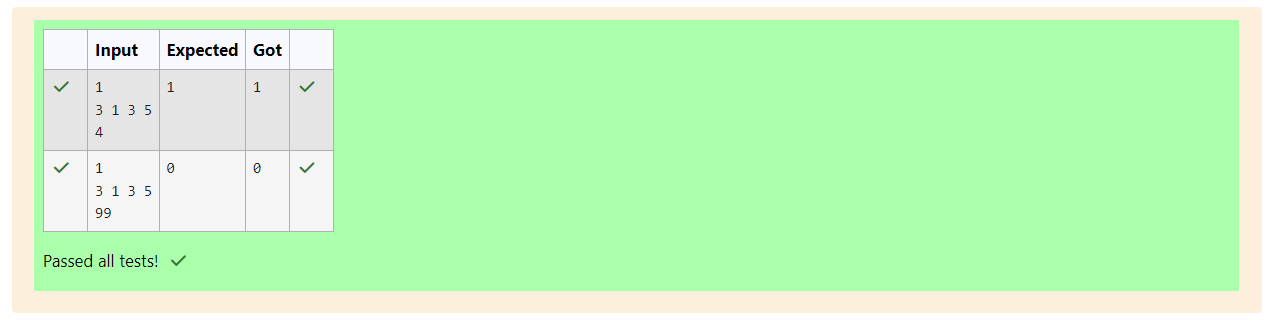 Input Expected Got
1 1 1
3 1 3 5
4
1 0 0
3 1 3 5
99
Passed all tests!